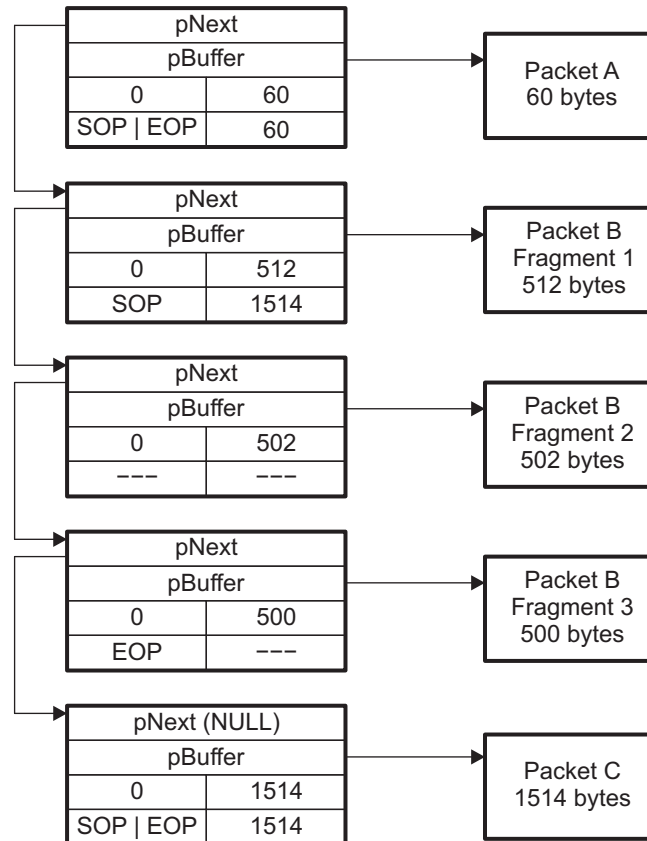 pNext
pBuffer
0 60
SOP | EOP 60
Packet A
60 bytes
pNext
pBuffer
0 512
SOP 1514
Packet B
Fragment 1
512 bytes
pNext
pBuffer
0 502
−−− −−−
Packet B
Fragment 2
502 bytes
pNext
pBuffer
0 500
EOP −−−
Packet B
Fragment 3
500 bytes
pNext (NULL)
pBuffer
0 1514
SOP | EOP 1514
Packet C
1514 bytes